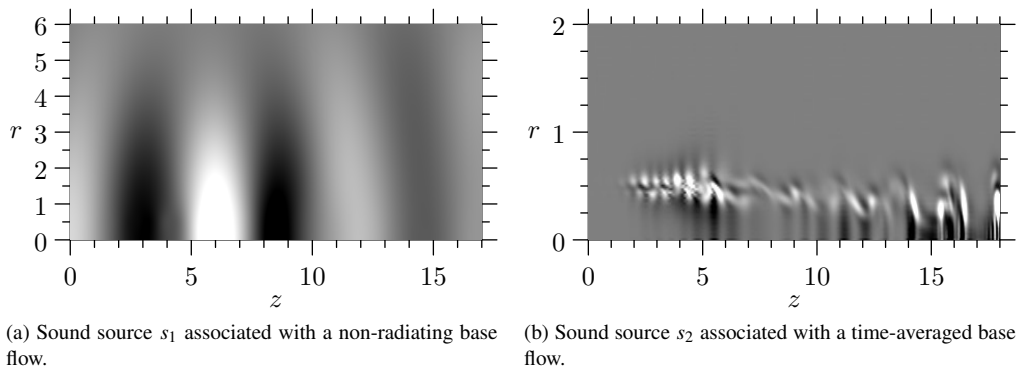 6
5
4
r 3
2
1
0
0 5 10 15
z
2
r 1
0
0 5 10 15
z
(a) Sound source s₁ associated with a non-radiating base
flow.
(b) Sound source s₂ associated with a time-averaged base
flow.